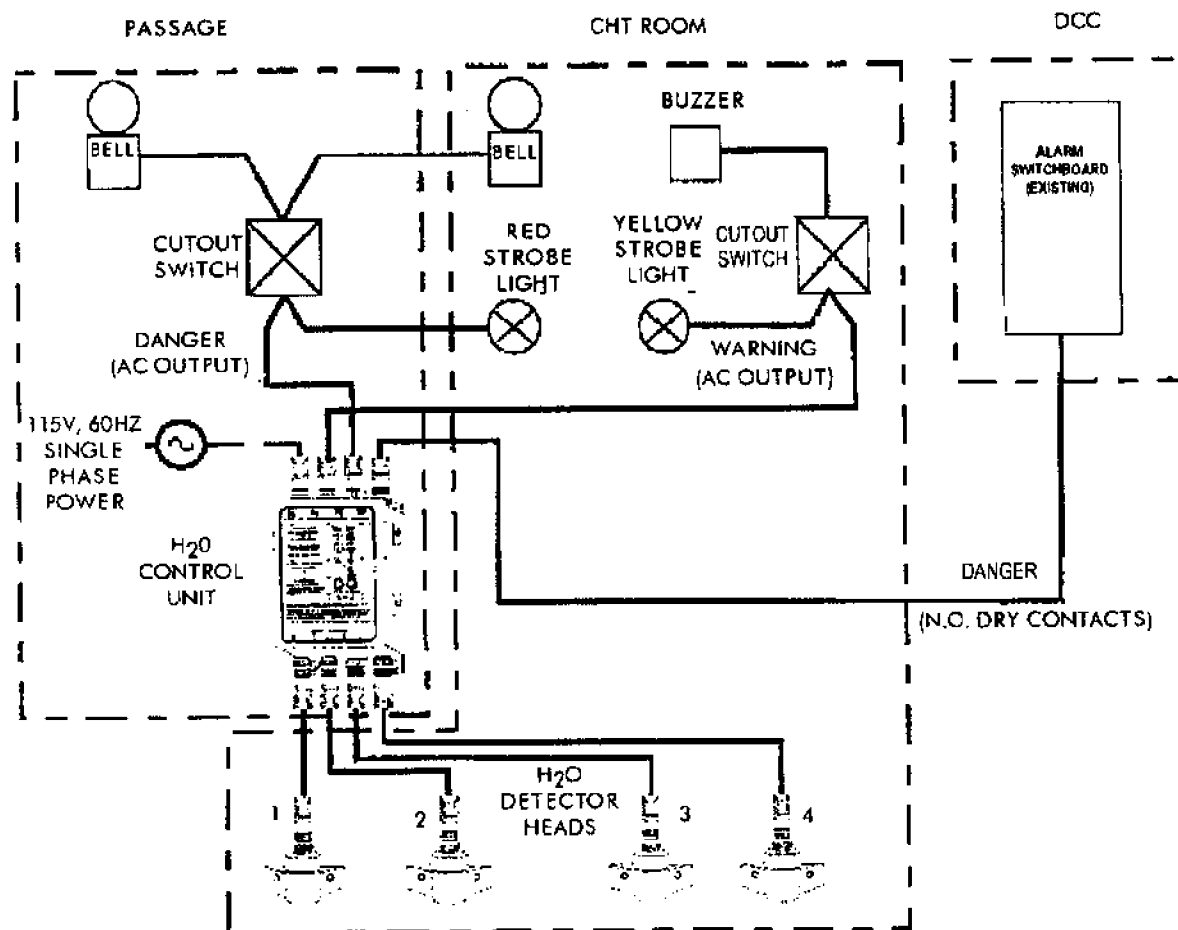 PASSAGE
CHT ROOM
DCC
BUZZER
BELL
BELL
ALARM
SWITCHBOARD
(EXISTING)
CUTOUT
SWITCH
RED
STROBE
LIGHT
YELLOW
STROBE
LIGHT
CUTOUT
SWITCH
DANGER
(AC OUTPUT)
WARNING
(AC OUTPUT)
115V, 60HZ
SINGLE
PHASE
POWER
H2O
CONTROL
UNIT
DANGER
(N.O. DRY CONTACTS)
H2O
DETECTOR
HEADS
1
2
3
4